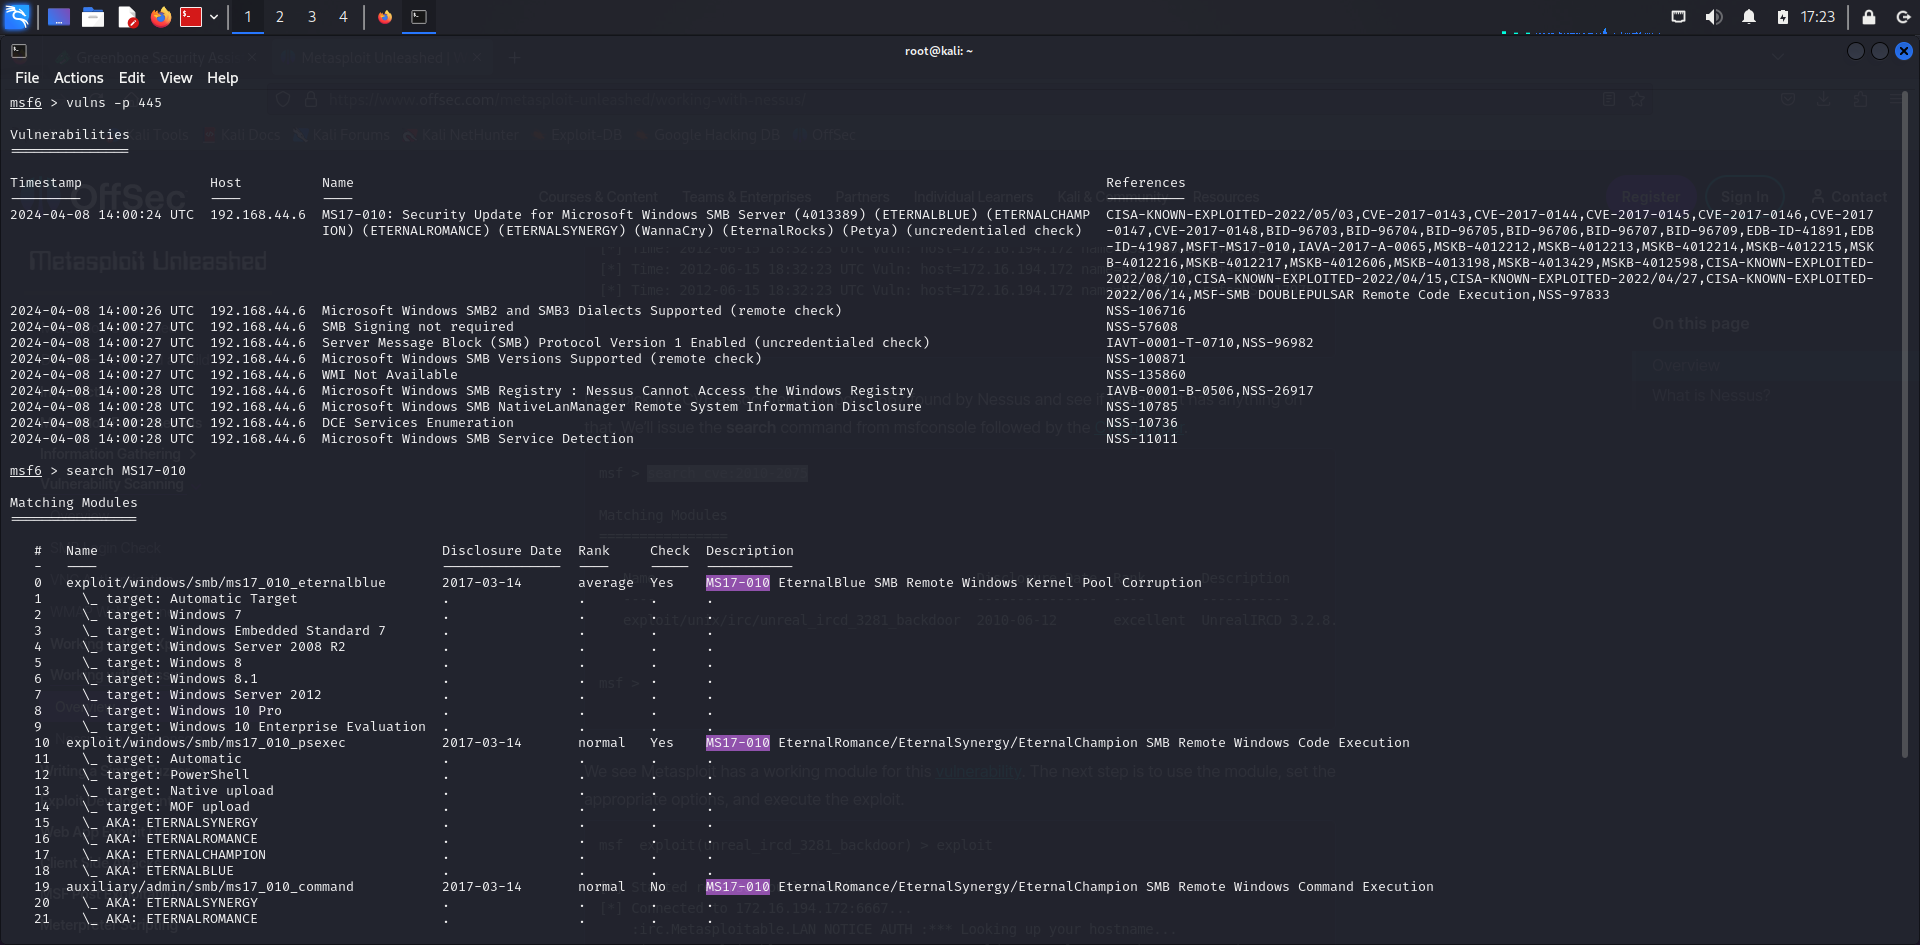 1 2 3 4 17:23
root@kali: ~
File Actions Edit View Help
msf6 > vulns -p 445
Vulnerabilities
===============
Timestamp Host Name References
2024-04-08 14:00:24 UTC 192.168.44.6 MS17-010: Security Update for Microsoft Windows SMB Server (4013389) (ETERNALBLUE) (ETERNALCHAMP CISA-KNOWN-EXPLOITED-2022/05/03,CVE-2017-0143,CVE-2017-0144,CVE-2017-0145,CVE-2017-0146,CVE-2017
ION) (ETERNALROMANCE) (ETERNALSYNERGY) (WannaCry) (EternalRocks) (Petya) (uncredentialed check) -0147,CVE-2017-0148,BID-96703,BID-96704,BID-96705,BID-96706,BID-96707,BID-96709,EDB-ID-41891,EDB
-ID-41987,MSFT-MS17-010,IAVA-2017-A-0065,MSKB-4012212,MSKB-4012213,MSKB-4012214,MSKB-4012215,MSK
B-4012216,MSKB-4012217,MSKB-4012606,MSKB-4013198,MSKB-4013429,MSKB-4012598,CISA-KNOWN-EXPLOITED-
2022/08/10,CISA-KNOWN-EXPLOITED-2022/04/15,CISA-KNOWN-EXPLOITED-2022/04/27,CISA-KNOWN-EXPLOITED-
2022/06/14,MSF-SMB DOUBLEPULSAR Remote Code Execution,NSS-97833
2024-04-08 14:00:26 UTC 192.168.44.6 Microsoft Windows SMB2 and SMB3 Dialects Supported (remote check) NSS-106716
2024-04-08 14:00:27 UTC 192.168.44.6 SMB Signing not required NSS-57608
2024-04-08 14:00:27 UTC 192.168.44.6 Server Message Block (SMB) Protocol Version 1 Enabled (uncredentialed check) IAVT-0001-T-0710,NSS-96982
2024-04-08 14:00:27 UTC 192.168.44.6 Microsoft Windows SMB Versions Supported (remote check) NSS-100871
2024-04-08 14:00:27 UTC 192.168.44.6 WMI Not Available NSS-135860
2024-04-08 14:00:28 UTC 192.168.44.6 Microsoft Windows SMB Registry : Nessus Cannot Access the Windows Registry IAVB-0001-B-0506,NSS-26917
2024-04-08 14:00:28 UTC 192.168.44.6 Microsoft Windows SMB NativeLanManager Remote System Information Disclosure NSS-10785
2024-04-08 14:00:28 UTC 192.168.44.6 DCE Services Enumeration NSS-10736
2024-04-08 14:00:28 UTC 192.168.44.6 Microsoft Windows SMB Service Detection NSS-11011
msf6 > search MS17-010
Matching Modules
================
# Name Disclosure Date Rank Check Description
0 exploit/windows/smb/ms17_010_eternalblue 2017-03-14 average Yes MS17-010 EternalBlue SMB Remote Windows Kernel Pool Corruption
1 \_ target: Automatic Target . . . .
2 \_ target: Windows 7 . . . .
3 \_ target: Windows Embedded Standard 7 . . . .
4 \_ target: Windows Server 2008 R2 . . . .
5 \_ target: Windows 8 . . . .
6 \_ target: Windows 8.1 . . . .
7 \_ target: Windows Server 2012 . . . .
8 \_ target: Windows 10 Pro . . . .
9 \_ target: Windows 10 Enterprise Evaluation . . . .
10 exploit/windows/smb/ms17_010_psexec 2017-03-14 normal Yes MS17-010 EternalRomance/EternalSynergy/EternalChampion SMB Remote Windows Code Execution
11 \_ target: Automatic . . . .
12 \_ target: PowerShell . . . .
13 \_ target: Native upload . . . .
14 \_ target: MOF upload . . . .
15 \_ AKA: ETERNALSYNERGY . . . .
16 \_ AKA: ETERNALROMANCE . . . .
17 \_ AKA: ETERNALCHAMPION . . . .
18 \_ AKA: ETERNALBLUE . . . .
19 auxiliary/admin/smb/ms17_010_command 2017-03-14 normal No MS17-010 EternalRomance/EternalSynergy/EternalChampion SMB Remote Windows Command Execution
20 \_ AKA: ETERNALSYNERGY . . . .
21 \_ AKA: ETERNALROMANCE . . . .